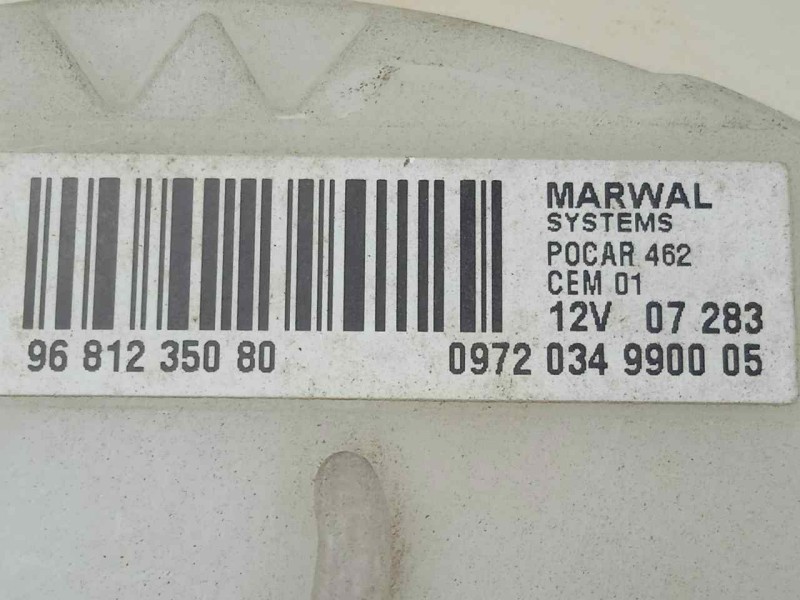 MARWAL
SYSTEMS
POCAR 462
CEM 01
12V 07 283
96 812 350 80 0972 034 9900 05